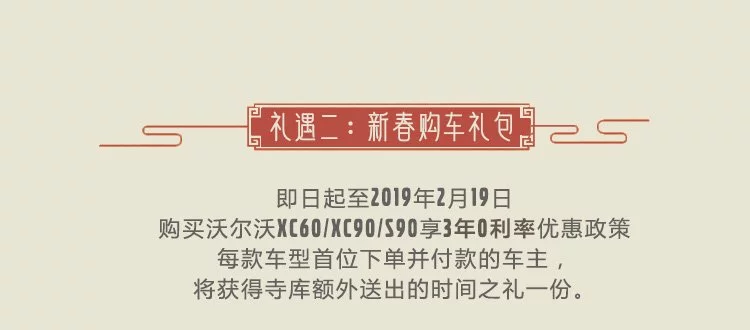 礼遇二：新春购车礼包
即日起至2019年2月19日
购买沃尔沃XC60/XC90/S90享3年0利率优惠政策
每款车型首位下单并付款的车主，
将获得寺库额外送出的时间之礼一份。